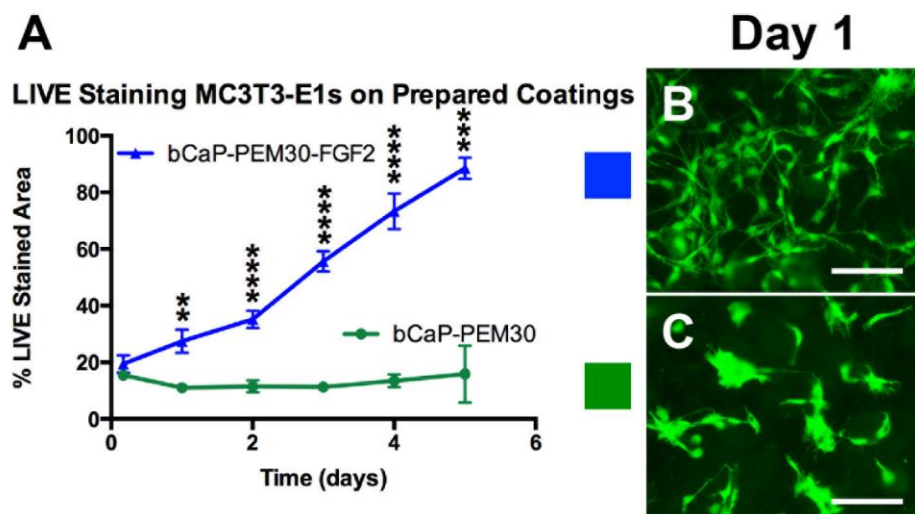 A
Day 1
LIVE Staining MC3T3-E1s on Prepared Coatings
B
100
80
60
40
20
0
% LIVE Stained Area
bCaP-PEM30-FGF2
**
****
****
****
***
bCaP-PEM30
C
0
2
4
6
Time (days)